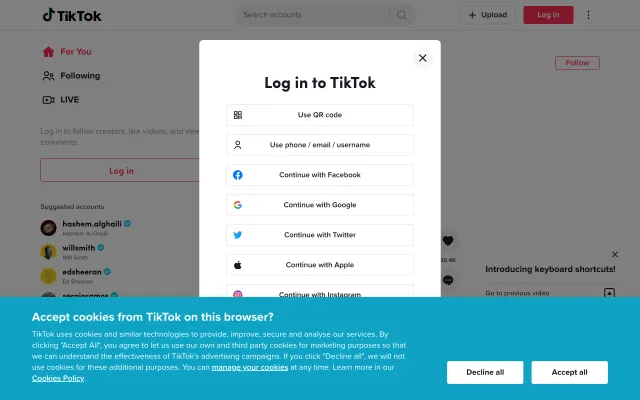 TikTok
Search accounts
Upload
Log in
For You
Following
LIVE
Log in to follow creators, like videos, and view
comments.
Log in
Suggested accounts
hashem.alghaili
Hashem Al-Ghaili
willsmith
Will Smith
edsheeran
Ed Sheeran
sergioramos
Follow
Log in to TikTok
Use QR code
Use phone / email / username
Continue with Facebook
Continue with Google
Continue with Twitter
Continue with Apple
Continue with Instagram
Introducing keyboard shortcuts!
Go to previous video
Accept cookies from TikTok on this browser?
TikTok uses cookies and similar technologies to provide, improve, secure and analyse our services. By
clicking "Accept All", you agree to let us use our own and third party cookies for marketing purposes so that
we can understand the effectiveness of TikTok's advertising campaigns. If you click "Decline all", we will not
use cookies for these additional purposes. You can manage your cookies at any time. Learn more in our
Cookies Policy.
Decline all
Accept all